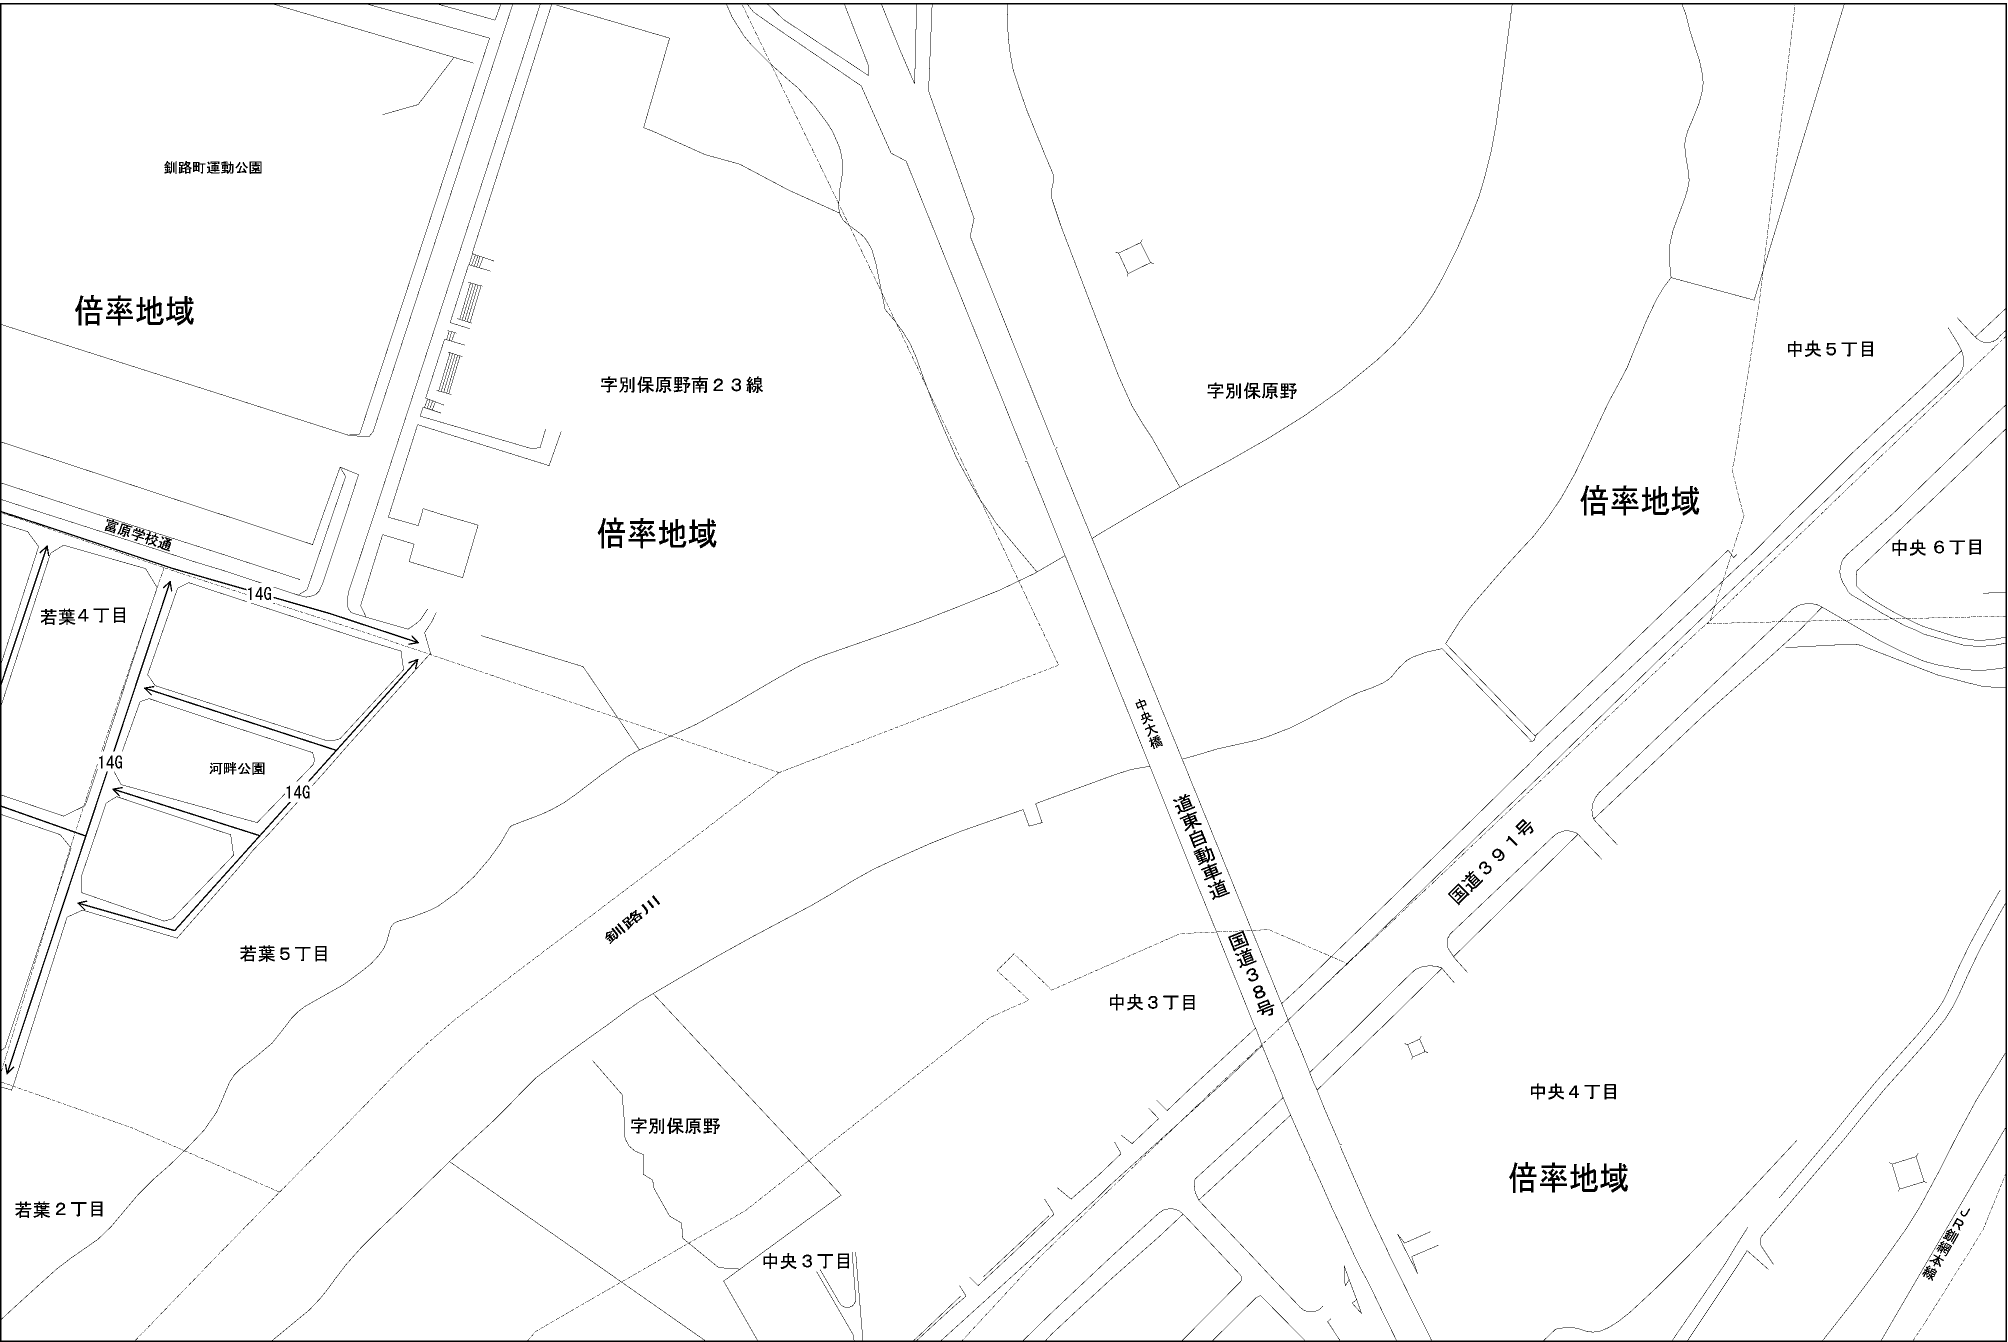 釧路町運動公園
倍率地域
字別保原野南２３線
字別保原野
中央５丁目
倍率地域
倍率地域
富原学校通
中央６丁目
14G
若葉４丁目
中央大橋
14G
河畔公園
14G
道東自動車道
国道３９１号
釧路川
若葉５丁目
国道３８号
中央３丁目
中央４丁目
字別保原野
倍率地域
若葉２丁目
中央３丁目
ＪＲ釧網本線